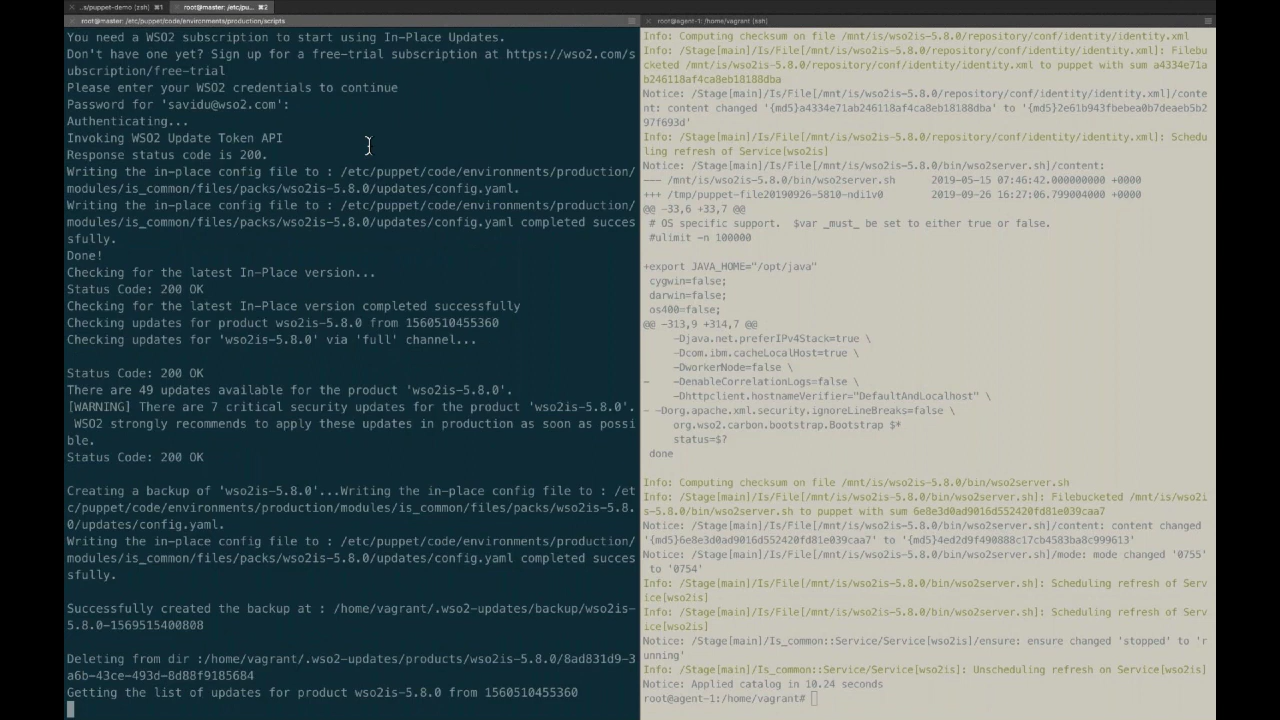 ..s/puppet-demo (zsh) ⌘1
root@master: /etc/pu... ⌘2
root@master: /etc/puppet/code/environments/production/scripts
You need a WSO2 subscription to start using In-Place Updates.
Don't have one yet? Sign up for a free-trial subscription at https://wso2.com/s
ubscription/free-trial
Please enter your WSO2 credentials to continue
Password for 'savidu@wso2.com':
Authenticating...
Invoking WSO2 Update Token API
Response status code is 200.
Writing the in-place config file to : /etc/puppet/code/environments/production/
modules/is_common/files/packs/wso2is-5.8.0/updates/config.yaml.
Writing the in-place config file to : /etc/puppet/code/environments/production/
modules/is_common/files/packs/wso2is-5.8.0/updates/config.yaml completed succes
sfully.
Done!
Checking for the latest In-Place version...
Status Code: 200 OK
Checking for the latest In-Place version completed successfully
Checking updates for product wso2is-5.8.0 from 1560510455360
Checking updates for 'wso2is-5.8.0' via 'full' channel...
Status Code: 200 OK
There are 49 updates available for the product 'wso2is-5.8.0'.
[WARNING] There are 7 critical security updates for the product 'wso2is-5.8.0'.
WSO2 strongly recommends to apply these updates in production as soon as possi
ble.
Status Code: 200 OK
Creating a backup of 'wso2is-5.8.0'...Writing the in-place config file to : /et
c/puppet/code/environments/production/modules/is_common/files/packs/wso2is-5.8.
0/updates/config.yaml.
Writing the in-place config file to : /etc/puppet/code/environments/production/
modules/is_common/files/packs/wso2is-5.8.0/updates/config.yaml completed succes
sfully.
Successfully created the backup at : /home/vagrant/.wso2-updates/backup/wso2is-
5.8.0-1569515400808
Deleting from dir :/home/vagrant/.wso2-updates/products/wso2is-5.8.0/8ad831d9-3
a6b-43ce-493d-8d88f9185684
Getting the list of updates for product wso2is-5.8.0 from 1560510455360
root@agent-1: /home/vagrant (ssh)
Info: Computing checksum on file /mnt/is/wso2is-5.8.0/repository/conf/identity/identity.xml
Info: /Stage[main]/Is/File[/mnt/is/wso2is-5.8.0/repository/conf/identity/identity.xml]: Filebu
cketed /mnt/is/wso2is-5.8.0/repository/conf/identity/identity.xml to puppet with sum a4334e71a
b246118af4ca8eb18188dba
Notice: /Stage[main]/Is/File[/mnt/is/wso2is-5.8.0/repository/conf/identity/identity.xml]/conte
nt: content changed '{md5}a4334e71ab246118af4ca8eb18188dba' to '{md5}2e61b943fbebea0b7deaeb5b2
97f693d'
Info: /Stage[main]/Is/File[/mnt/is/wso2is-5.8.0/repository/conf/identity/identity.xml]: Schedu
ling refresh of Service[wso2is]
Notice: /Stage[main]/Is/File[/mnt/is/wso2is-5.8.0/bin/wso2server.sh]/content:
--- /mnt/is/wso2is-5.8.0/bin/wso2server.sh 2019-05-15 07:46:42.000000000 +0000
+++ /tmp/puppet-file20190926-5810-ndi1v0 2019-09-26 16:27:06.799004000 +0000
@@ -33,6 +33,7 @@
# OS specific support. $var _must_ be set to either true or false.
#ulimit -n 100000
+export JAVA_HOME="/opt/java"
cygwin=false;
darwin=false;
os400=false;
@@ -313,9 +314,7 @@
-Djava.net.preferIPv4Stack=true \
-Dcom.ibm.cacheLocalHost=true \
-DworkerNode=false \
- -DenableCorrelationLogs=false \
-Dhttpclient.hostnameVerifier="DefaultAndLocalhost" \
- -Dorg.apache.xml.security.ignoreLineBreaks=false \
org.wso2.carbon.bootstrap.Bootstrap $*
status=$?
done
Info: Computing checksum on file /mnt/is/wso2is-5.8.0/bin/wso2server.sh
Info: /Stage[main]/Is/File[/mnt/is/wso2is-5.8.0/bin/wso2server.sh]: Filebucketed /mnt/is/wso2i
s-5.8.0/bin/wso2server.sh to puppet with sum 6e8e3d0ad9016d552420fd81e039caa7
Notice: /Stage[main]/Is/File[/mnt/is/wso2is-5.8.0/bin/wso2server.sh]/content: content changed
'{md5}6e8e3d0ad9016d552420fd81e039caa7' to '{md5}4ed2d9f490888c17cb4583ba8c999613'
Notice: /Stage[main]/Is/File[/mnt/is/wso2is-5.8.0/bin/wso2server.sh]/mode: mode changed '0755'
to '0754'
Info: /Stage[main]/Is/File[/mnt/is/wso2is-5.8.0/bin/wso2server.sh]: Scheduling refresh of Serv
ice[wso2is]
Info: /Stage[main]/Is/File[/mnt/is/wso2is-5.8.0/bin/wso2server.sh]: Scheduling refresh of Serv
ice[wso2is]
Notice: /Stage[main]/Is_common::Service/Service[wso2is]/ensure: ensure changed 'stopped' to 'r
unning'
Info: /Stage[main]/Is_common::Service/Service[wso2is]: Unscheduling refresh on Service[wso2is]
Notice: Applied catalog in 10.24 seconds
root@agent-1:/home/vagrant#